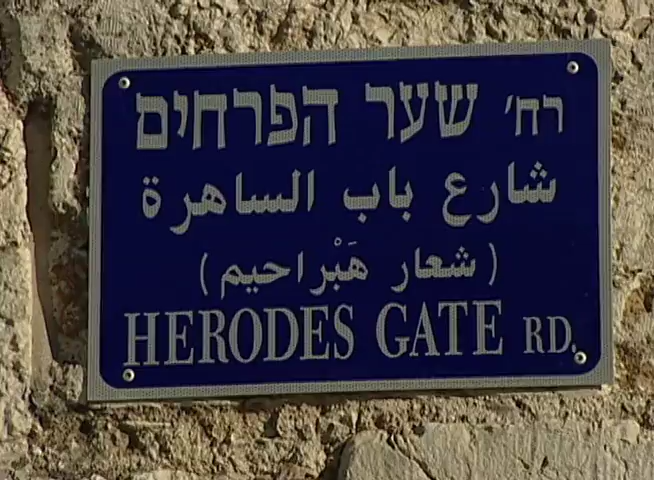 רח' שער הפרחים
شارع باب الساهرة
(شعار هَبْراحيم)
HERODES GATE RD.